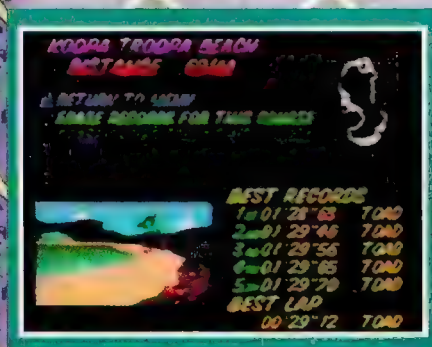 KOOPA TROOPA BEACH
DISTANCE
RETURN TO MENU
ERASE RECORDS FOR THIS COURSE
BEST RECORDS
1 01'28"63 TOAD
2 01'29"46 TOAD
3 01'29"56 TOAD
4 01'29"65 TOAD
5 01'29"70 TOAD
BEST LAP
00'29"12 TOAD